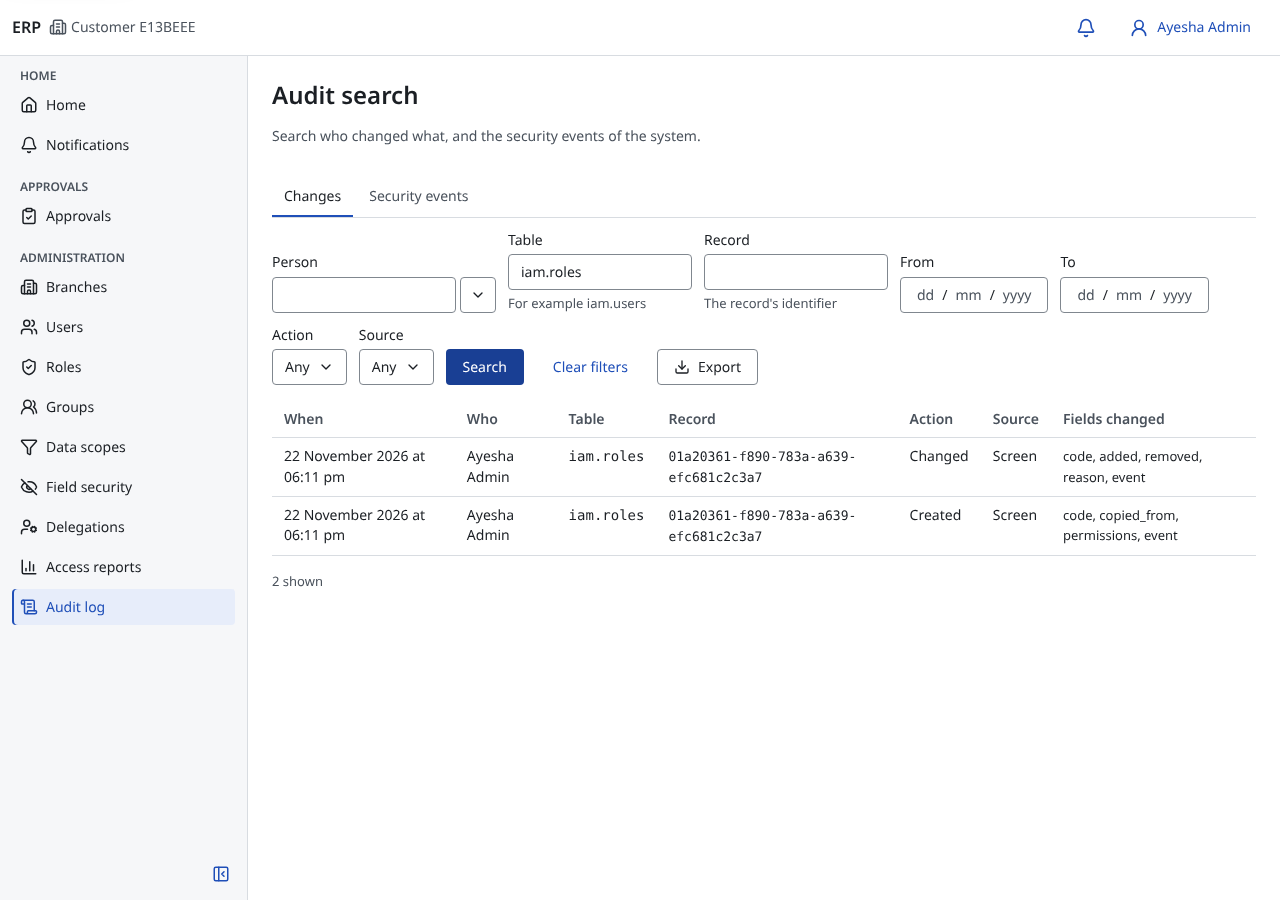 ERP Customer E13BEEE
Ayesha Admin
HOME
Home
Notifications
APPROVALS
Approvals
ADMINISTRATION
Branches
Users
Roles
Groups
Data scopes
Field security
Delegations
Access reports
Audit log
Audit search
Search who changed what, and the security events of the system.
Changes Security events
Person
Table
iam.roles
For example iam.users
Record
The record's identifier
From
dd / mm / yyyy
To
dd / mm / yyyy
Action
Any
Source
Any
Search Clear filters Export
When Who Table Record Action Source Fields changed
22 November 2026 at Ayesha iam.roles 01a20361-f890-783a-a639- Changed Screen code, added, removed,
06:11 pm Admin efc681c2c3a7 reason, event
22 November 2026 at Ayesha iam.roles 01a20361-f890-783a-a639- Created Screen code, copied_from,
06:11 pm Admin efc681c2c3a7 permissions, event
2 shown